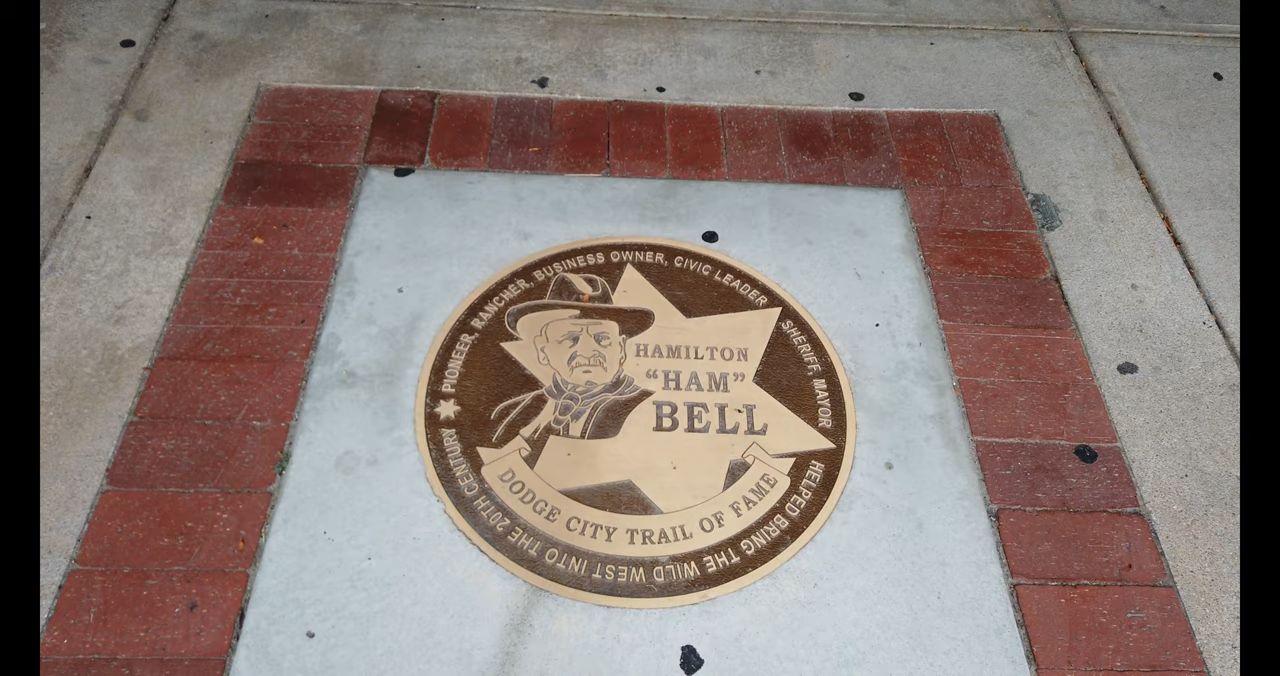 PIONEER, RANCHER, BUSINESS OWNER, CIVIC LEADER
SHERIFF, MAYOR
HELPED BRING THE WILD WEST INTO THE 20TH CENTURY
HAMILTON
“HAM”
BELL
DODGE CITY TRAIL OF FAME